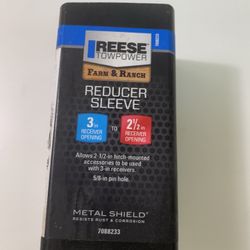 REESE
TOWPOWER
FARM & RANCH
REDUCER
SLEEVE
3-in
RECEIVER
OPENING
TO
2 1/2-in
RECEIVER
OPENING
Allows 2-1/2-in hitch-mounted
accessories to be used
with 3-in receivers.
5/8-in pin hole.
METAL SHIELD®
RESISTS RUST & CORROSION
7088233